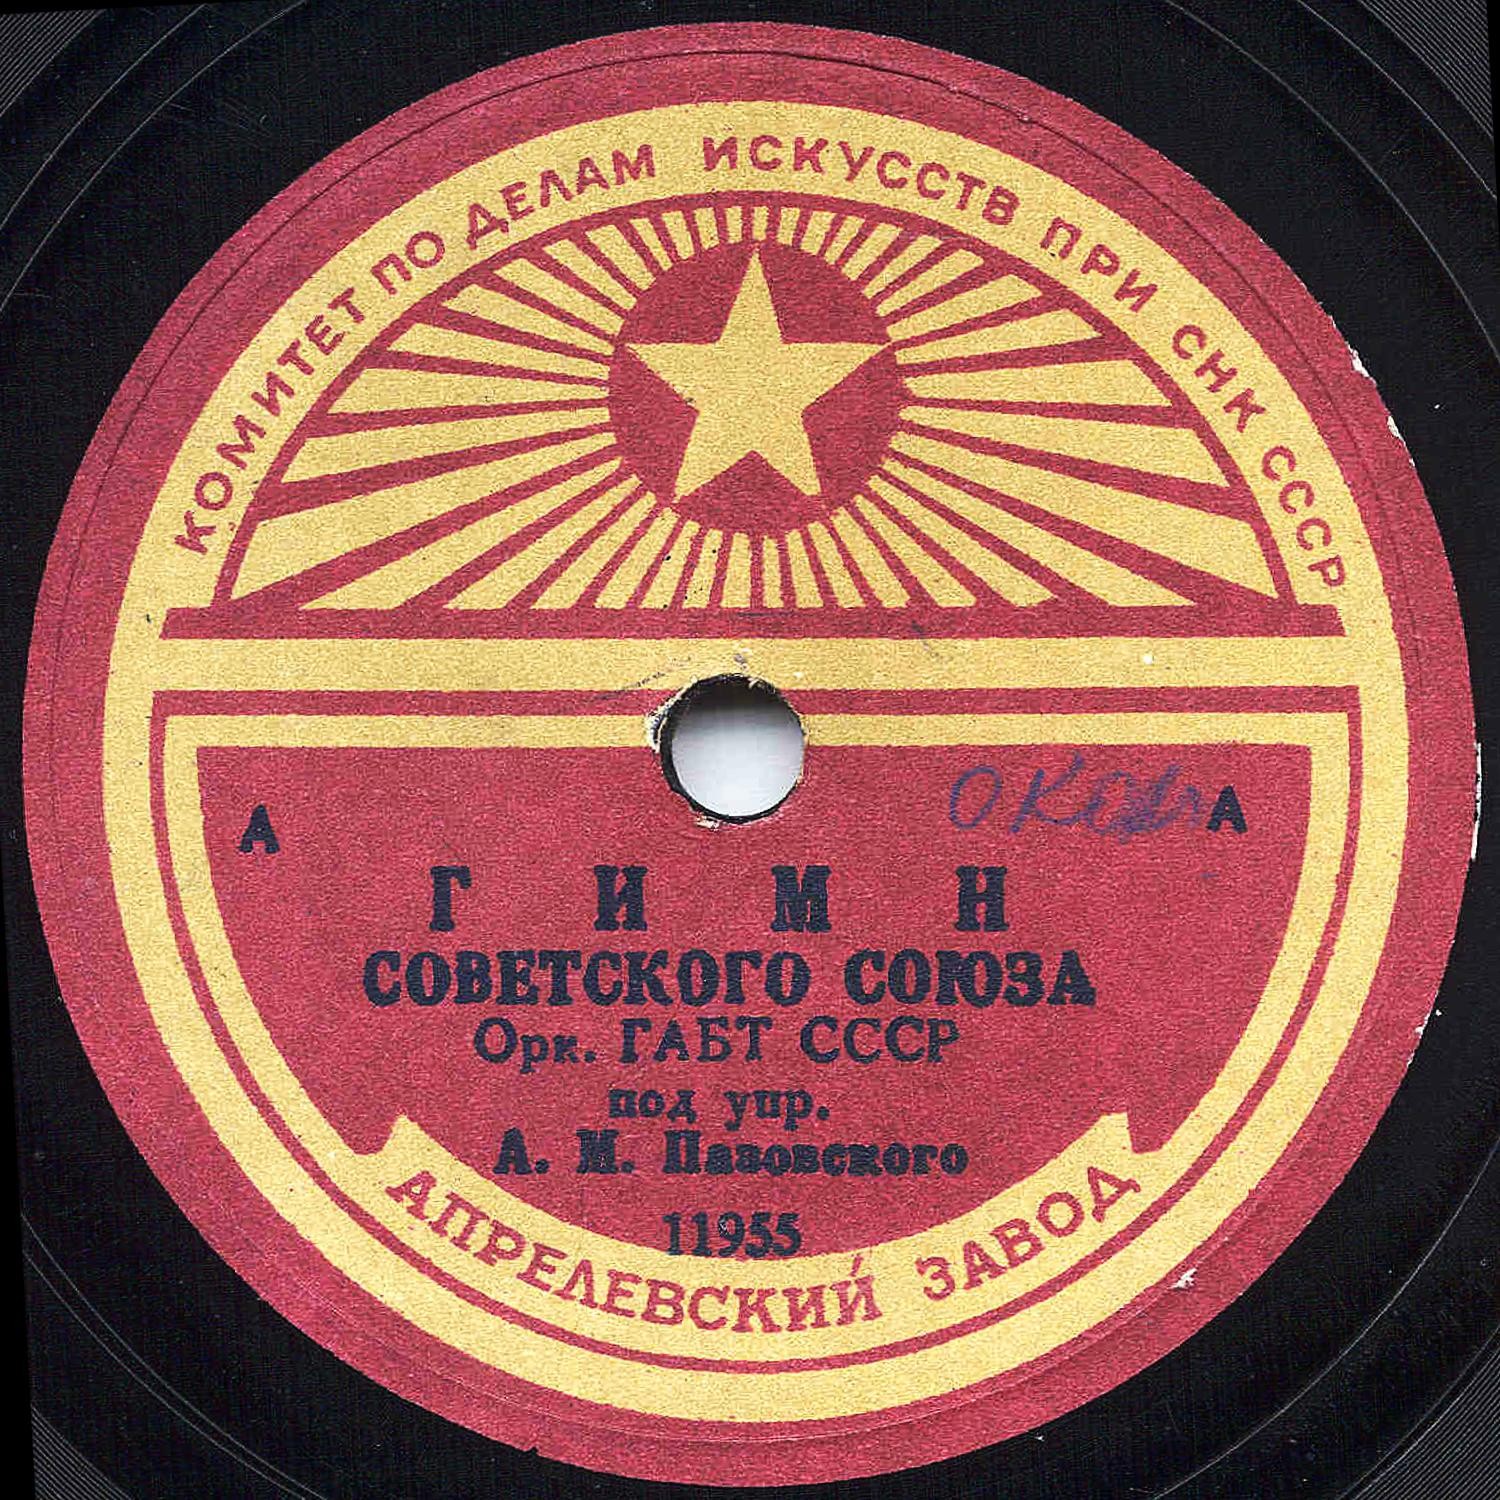 КОМИТЕТ ПО ДЕЛАМ ИСКУССТВ ПРИ СНК СССР
А А
ГИМН
СОВЕТСКОГО СОЮЗА
Орк. ГАБТ СССР
под упр.
А. М. Пазовского
11955
АПРЕЛЕВСКИЙ ЗАВОД